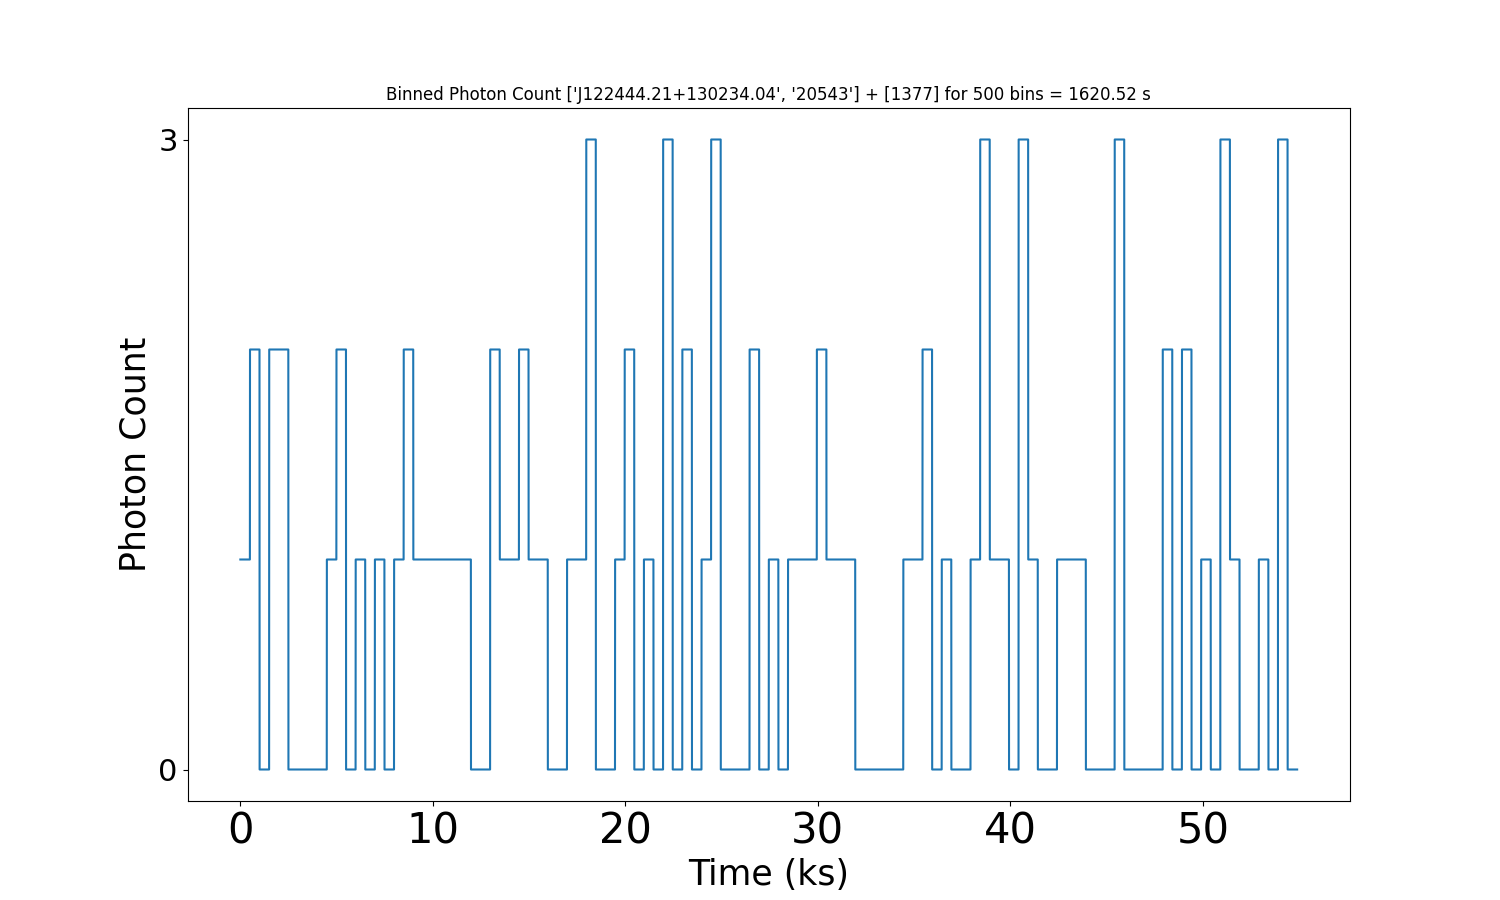 Binned Photon Count ['J122444.21+130234.04', '20543'] + [1377] for 500 bins = 1620.52 s
3
0
Photon Count
0 10 20 30 40 50
Time (ks)